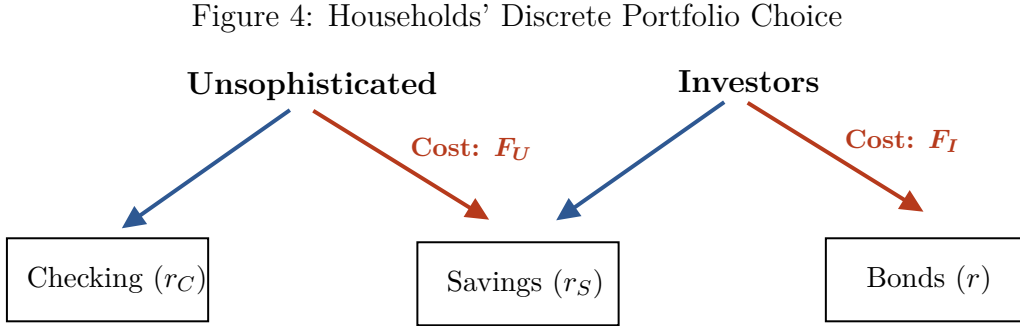 Figure 4: Households' Discrete Portfolio Choice
Unsophisticated
Investors
Cost: F_U
Cost: F_I
Checking (r_C)
Savings (r_S)
Bonds (r)